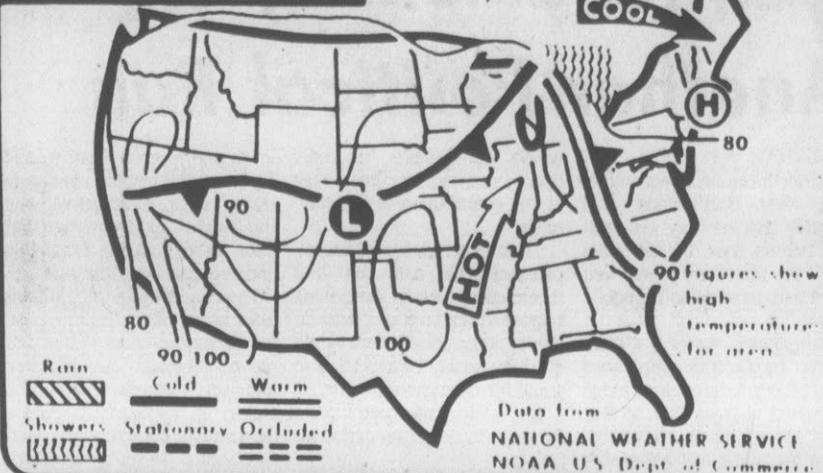 COOL
H
80
90
L
HOT
90 figures show
high
temperature
for area
80
90 100
100
Rain
Cold
Warm
Showers
Stationary
Occluded
Data from
NATIONAL WEATHER SERVICE
NOAA U S Dept of Commerce